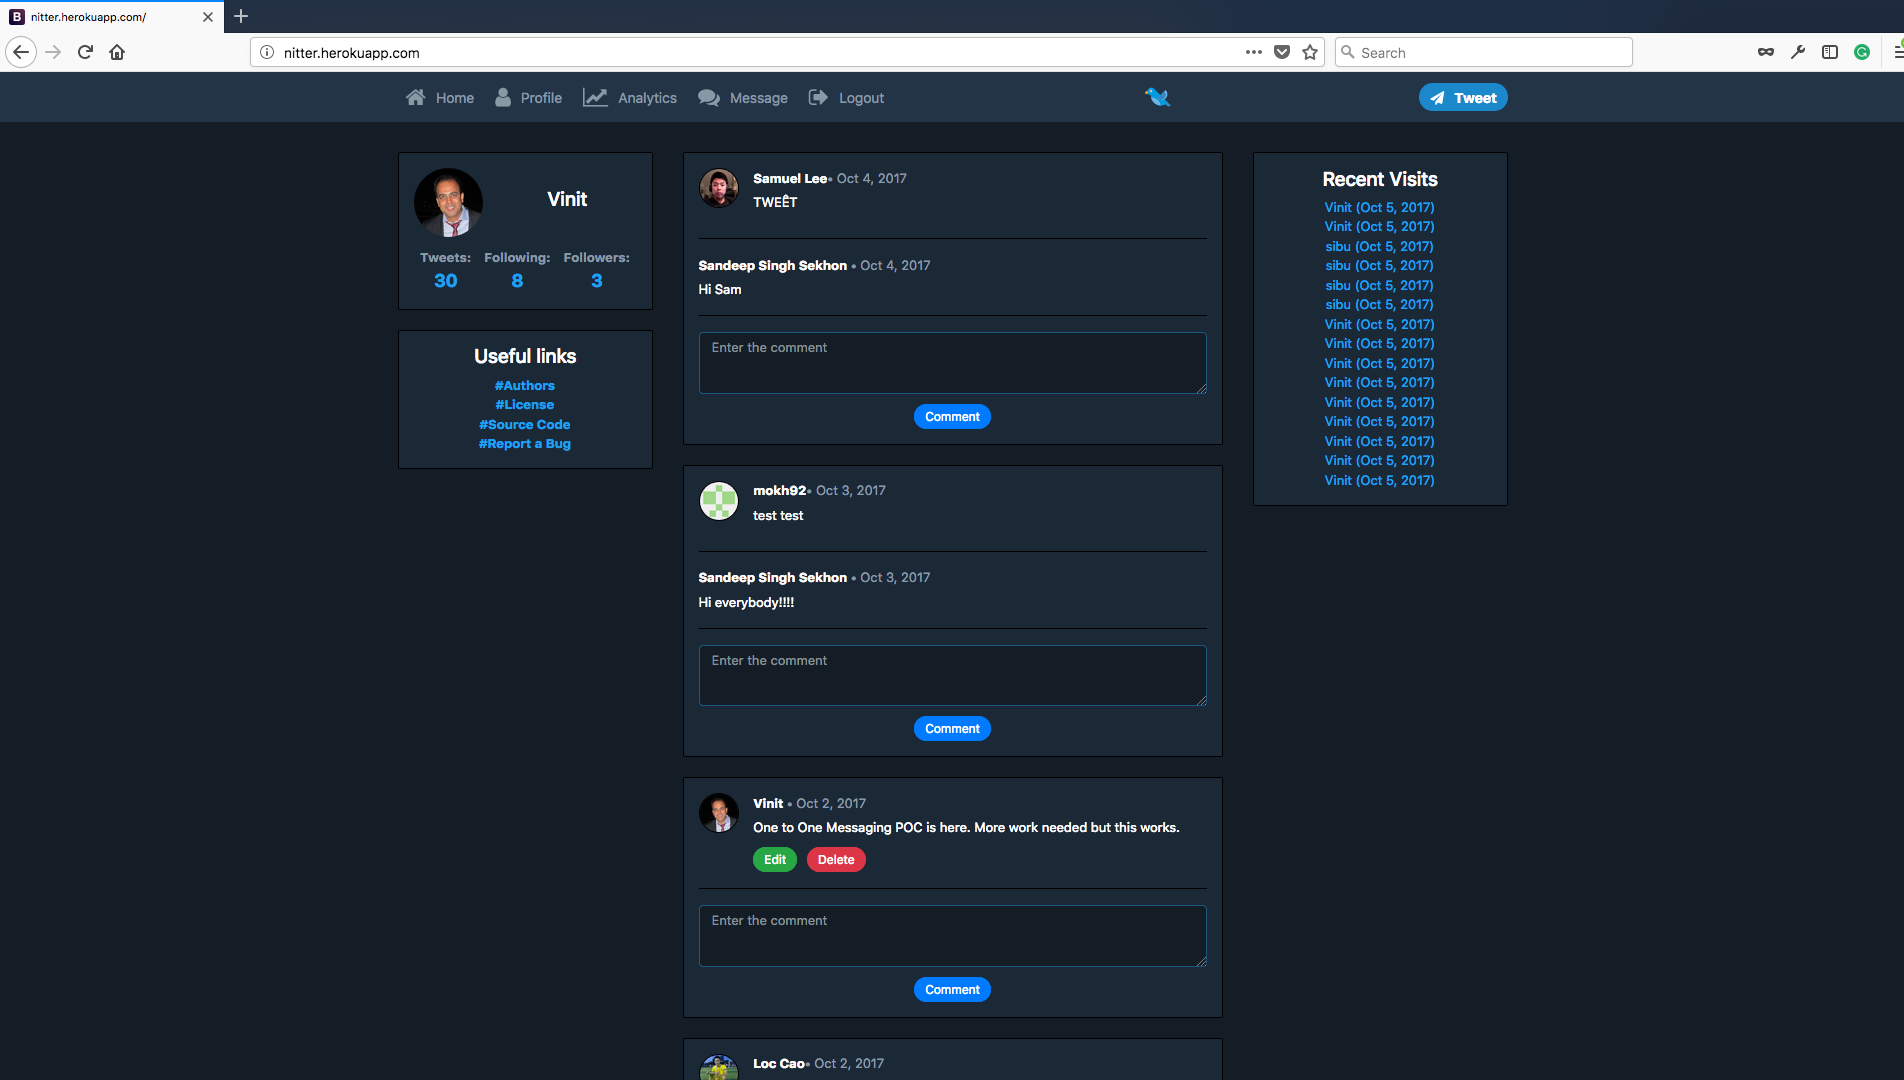 nitter.herokuapp.com/
nitter.herokuapp.com
Search
Home
Profile
Analytics
Message
Logout
Tweet
Vinit
Tweets: Following: Followers:
30 8 3
Useful links
#Authors
#License
#Source Code
#Report a Bug
Samuel Lee• Oct 4, 2017
TWEÊT
Sandeep Singh Sekhon • Oct 4, 2017
Hi Sam
Enter the comment
Comment
mokh92• Oct 3, 2017
test test
Sandeep Singh Sekhon • Oct 3, 2017
Hi everybody!!!!
Enter the comment
Comment
Vinit • Oct 2, 2017
One to One Messaging POC is here. More work needed but this works.
Edit Delete
Enter the comment
Comment
Loc Cao• Oct 2, 2017
Recent Visits
Vinit (Oct 5, 2017)
Vinit (Oct 5, 2017)
sibu (Oct 5, 2017)
sibu (Oct 5, 2017)
sibu (Oct 5, 2017)
sibu (Oct 5, 2017)
Vinit (Oct 5, 2017)
Vinit (Oct 5, 2017)
Vinit (Oct 5, 2017)
Vinit (Oct 5, 2017)
Vinit (Oct 5, 2017)
Vinit (Oct 5, 2017)
Vinit (Oct 5, 2017)
Vinit (Oct 5, 2017)
Vinit (Oct 5, 2017)